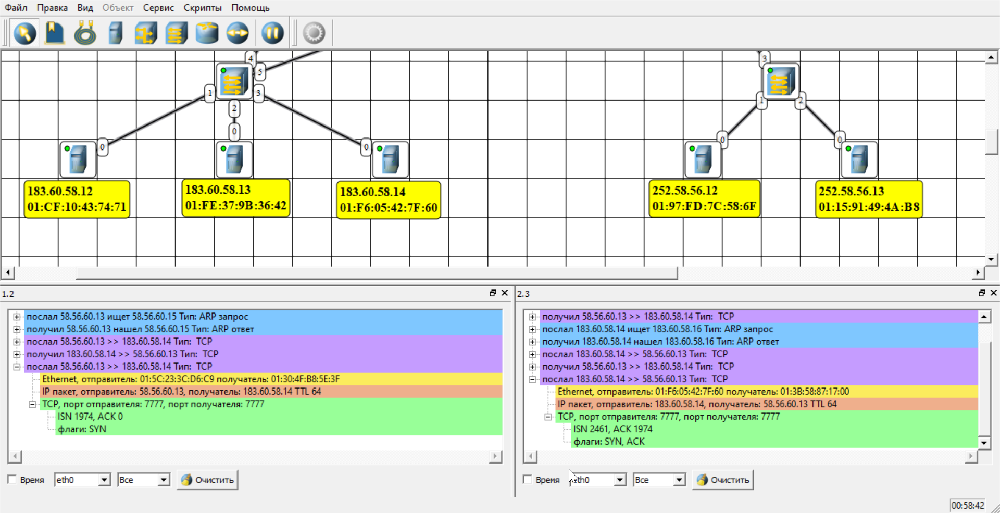 Файл Правка Вид Объект Сервис Скрипты Помощь
4
5
3
1
3
2
1
2
0
0
0
0
0
183.60.58.12
01:CF:10:43:74:71
183.60.58.13
01:FE:37:9B:36:42
183.60.58.14
01:F6:05:42:7F:60
252.58.56.12
01:97:FD:7C:58:6F
252.58.56.13
01:15:91:49:4A:B8
1.2
послал 58.56.60.13 ищет 58.56.60.15 Тип: ARP запрос
получил 58.56.60.13 нашел 58.56.60.15 Тип: ARP ответ
послал 58.56.60.13 >> 183.60.58.14 Тип: TCP
получил 183.60.58.14 >> 58.56.60.13 Тип: TCP
послал 58.56.60.13 >> 183.60.58.14 Тип: TCP
Ethernet, отправитель: 01:5C:23:3C:D6:C9 получатель: 01:30:4F:B8:5E:3F
IP пакет, отправитель: 58.56.60.13, получатель: 183.60.58.14 TTL 64
TCP, порт отправителя: 7777, порт получателя: 7777
ISN 1974, ACK 0
флаги: SYN
Время eth0 Все Очистить
2.3
получил 58.56.60.13 >> 183.60.58.14 Тип: TCP
послал 183.60.58.14 ищет 183.60.58.16 Тип: ARP запрос
получил 183.60.58.14 нашел 183.60.58.16 Тип: ARP ответ
послал 183.60.58.14 >> 58.56.60.13 Тип: TCP
получил 58.56.60.13 >> 183.60.58.14 Тип: TCP
послал 183.60.58.14 >> 58.56.60.13 Тип: TCP
Ethernet, отправитель: 01:F6:05:42:7F:60 получатель: 01:3B:58:87:17:00
IP пакет, отправитель: 183.60.58.14, получатель: 58.56.60.13 TTL 64
TCP, порт отправителя: 7777, порт получателя: 7777
ISN 2461, ACK 1974
флаги: SYN, ACK
Время eth0 Все Очистить
00:58:42